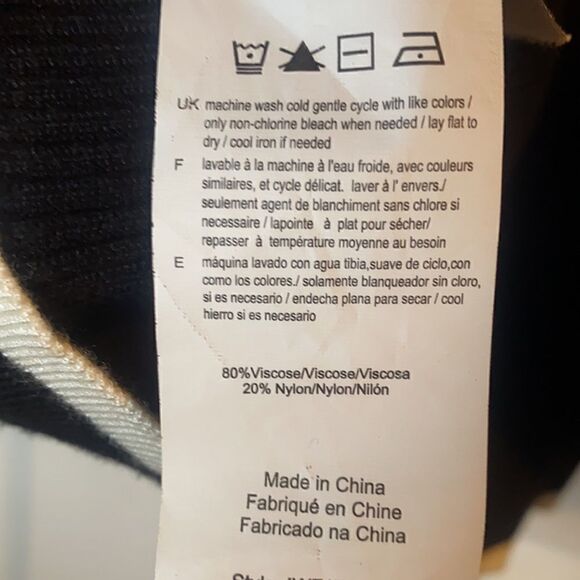 UK machine wash cold gentle cycle with like colors /
only non-chlorine bleach when needed / lay flat to
dry / cool iron if needed
F lavable à la machine à l'eau froide, avec couleurs
similaires, et cycle délicat. laver à l' envers./
seulement agent de blanchiment sans chlore si
necessaire / lapointe à plat pour sécher/
repasser à température moyenne au besoin
E máquina lavado con agua tibia,suave de ciclo,con
como los colores./ solamente blanqueador sin cloro,
si es necesario / endecha plana para secar / cool
hierro si es necesario
80%Viscose/Viscose/Viscosa
20% Nylon/Nylon/Nilón
Made in China
Fabriqué en Chine
Fabricado na China